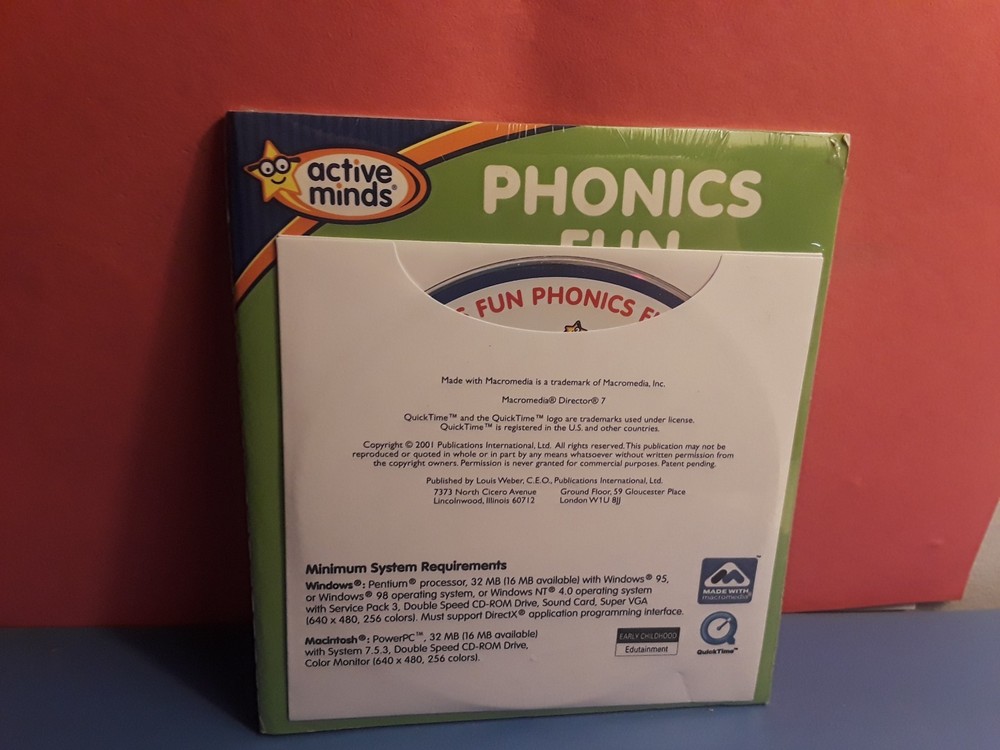 active
minds®
PHONICS
FUN
FUN PHONICS
Made with Macromedia is a trademark of Macromedia, Inc.
Macromedia® Director® 7
QuickTime™ and the QuickTime™ logo are trademarks used under license.
QuickTime™ is registered in the U.S. and other countries.
Copyright © 2001 Publications International, Ltd. All rights reserved. This publication may not be
reproduced or quoted in whole or in part by any means whatsoever without written permission from
the copyright owners. Permission is never granted for commercial purposes. Patent pending.
Published by Louis Weber, C.E.O., Publications International, Ltd.
7373 North Cicero Avenue Ground Floor, 59 Gloucester Place
Lincolnwood, Illinois 60712 London W1U 8JJ
Minimum System Requirements
Windows®: Pentium® processor, 32 MB (16 MB available) with Windows® 95,
or Windows® 98 operating system, or Windows NT® 4.0 operating system
with Service Pack 3, Double Speed CD-ROM Drive, Sound Card, Super VGA
(640 x 480, 256 colors). Must support DirectX® application programming interface.
Macintosh®: PowerPC™, 32 MB (16 MB available)
with System 7.5.3, Double Speed CD-ROM Drive,
Color Monitor (640 x 480, 256 colors).
EARLY CHILDHOOD
Edutainment
MADE WITH
macromedia®
™
QuickTime™